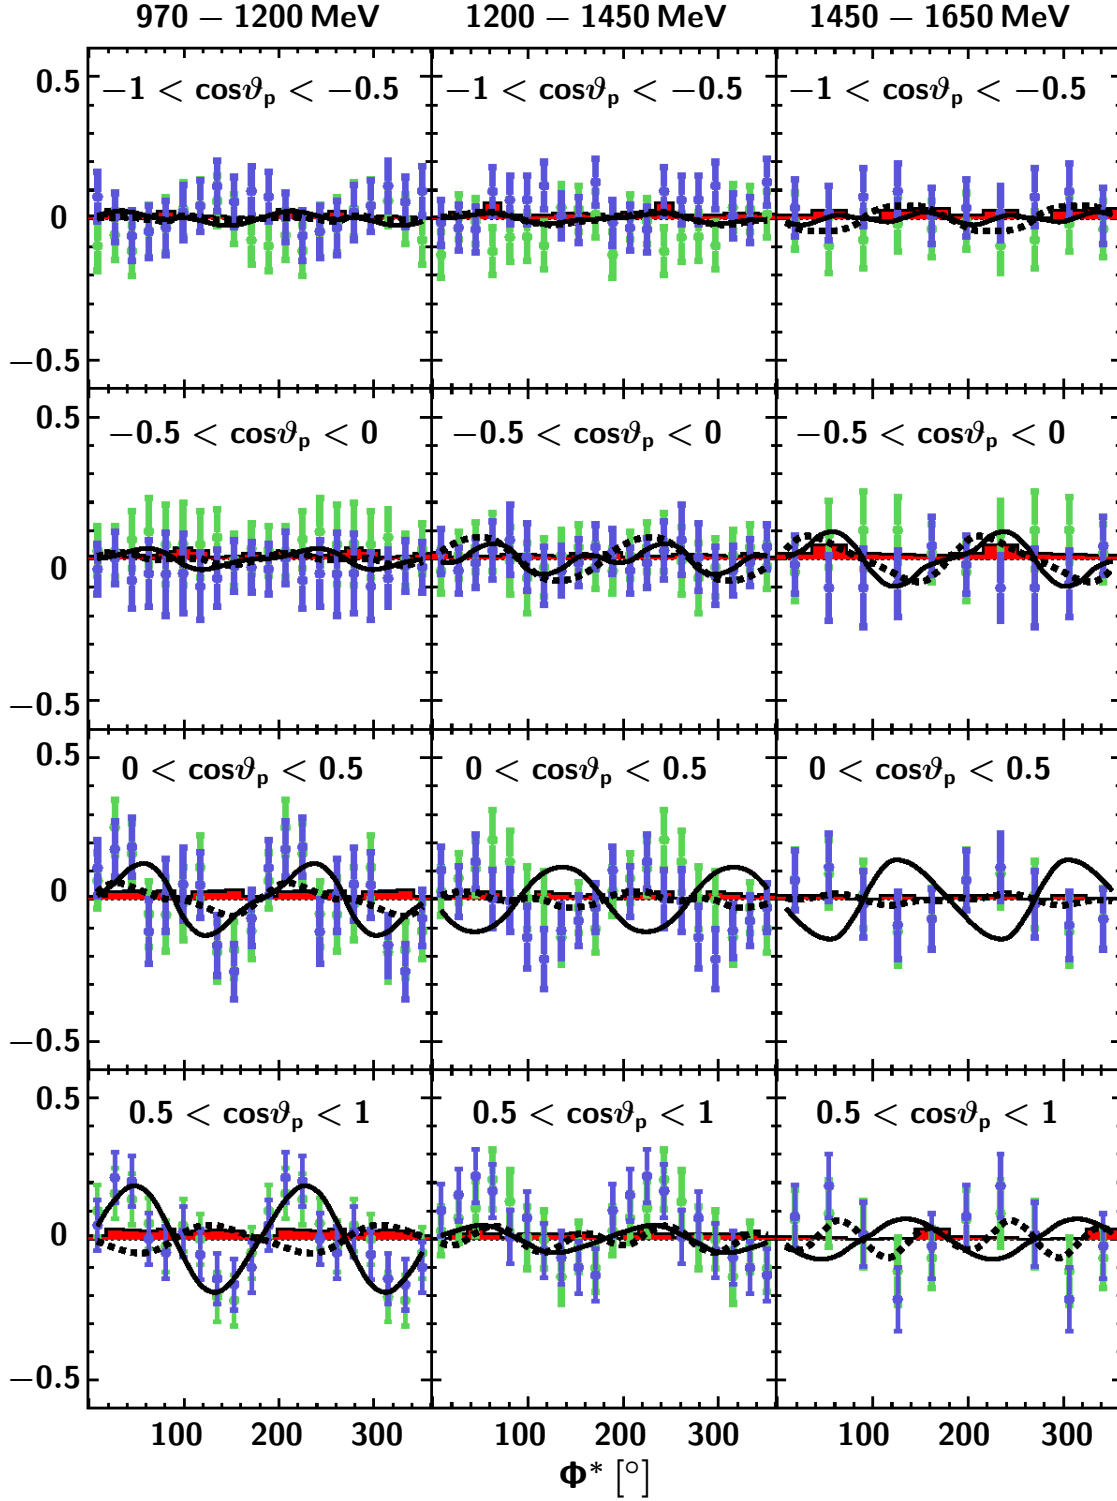 970 − 1200 MeV 1200 − 1450 MeV 1450 − 1650 MeV
0.5 −1 < cosϑp < −0.5 −1 < cosϑp < −0.5 −1 < cosϑp < −0.5
0
−0.5
0.5 −0.5 < cosϑp < 0 −0.5 < cosϑp < 0 −0.5 < cosϑp < 0
0
−0.5
0.5 0 < cosϑp < 0.5 0 < cosϑp < 0.5 0 < cosϑp < 0.5
0
−0.5
0.5 0.5 < cosϑp < 1 0.5 < cosϑp < 1 0.5 < cosϑp < 1
0
−0.5
100 200 300 100 200 300 100 200 300
Φ* [°]